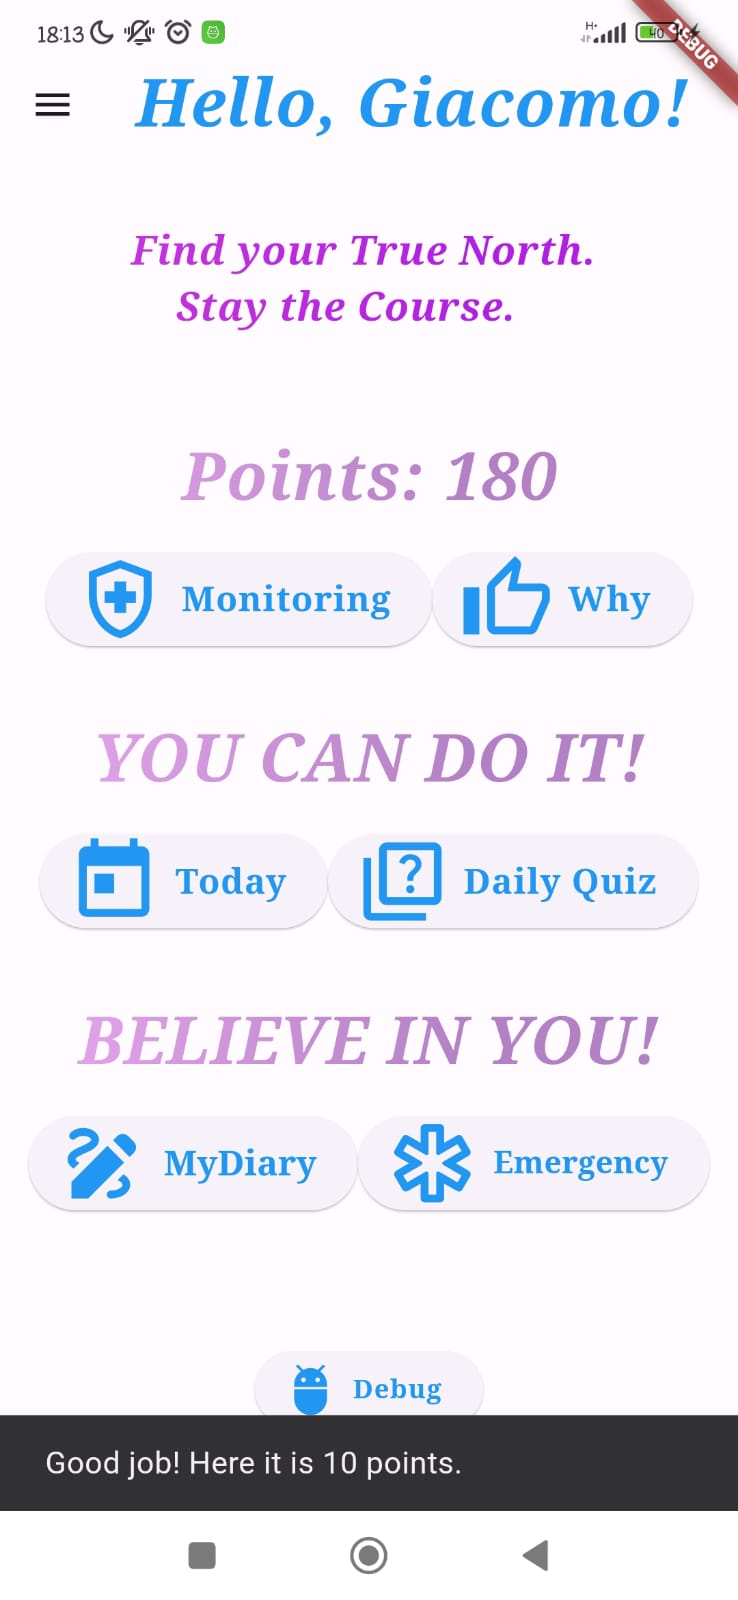 18:13
H+
40
DEBUG
Hello, Giacomo!
Find your True North.
Stay the Course.
Points: 180
Monitoring
Why
YOU CAN DO IT!
Today
? Daily Quiz
BELIEVE IN YOU!
MyDiary
Emergency
Debug
Good job! Here it is 10 points.